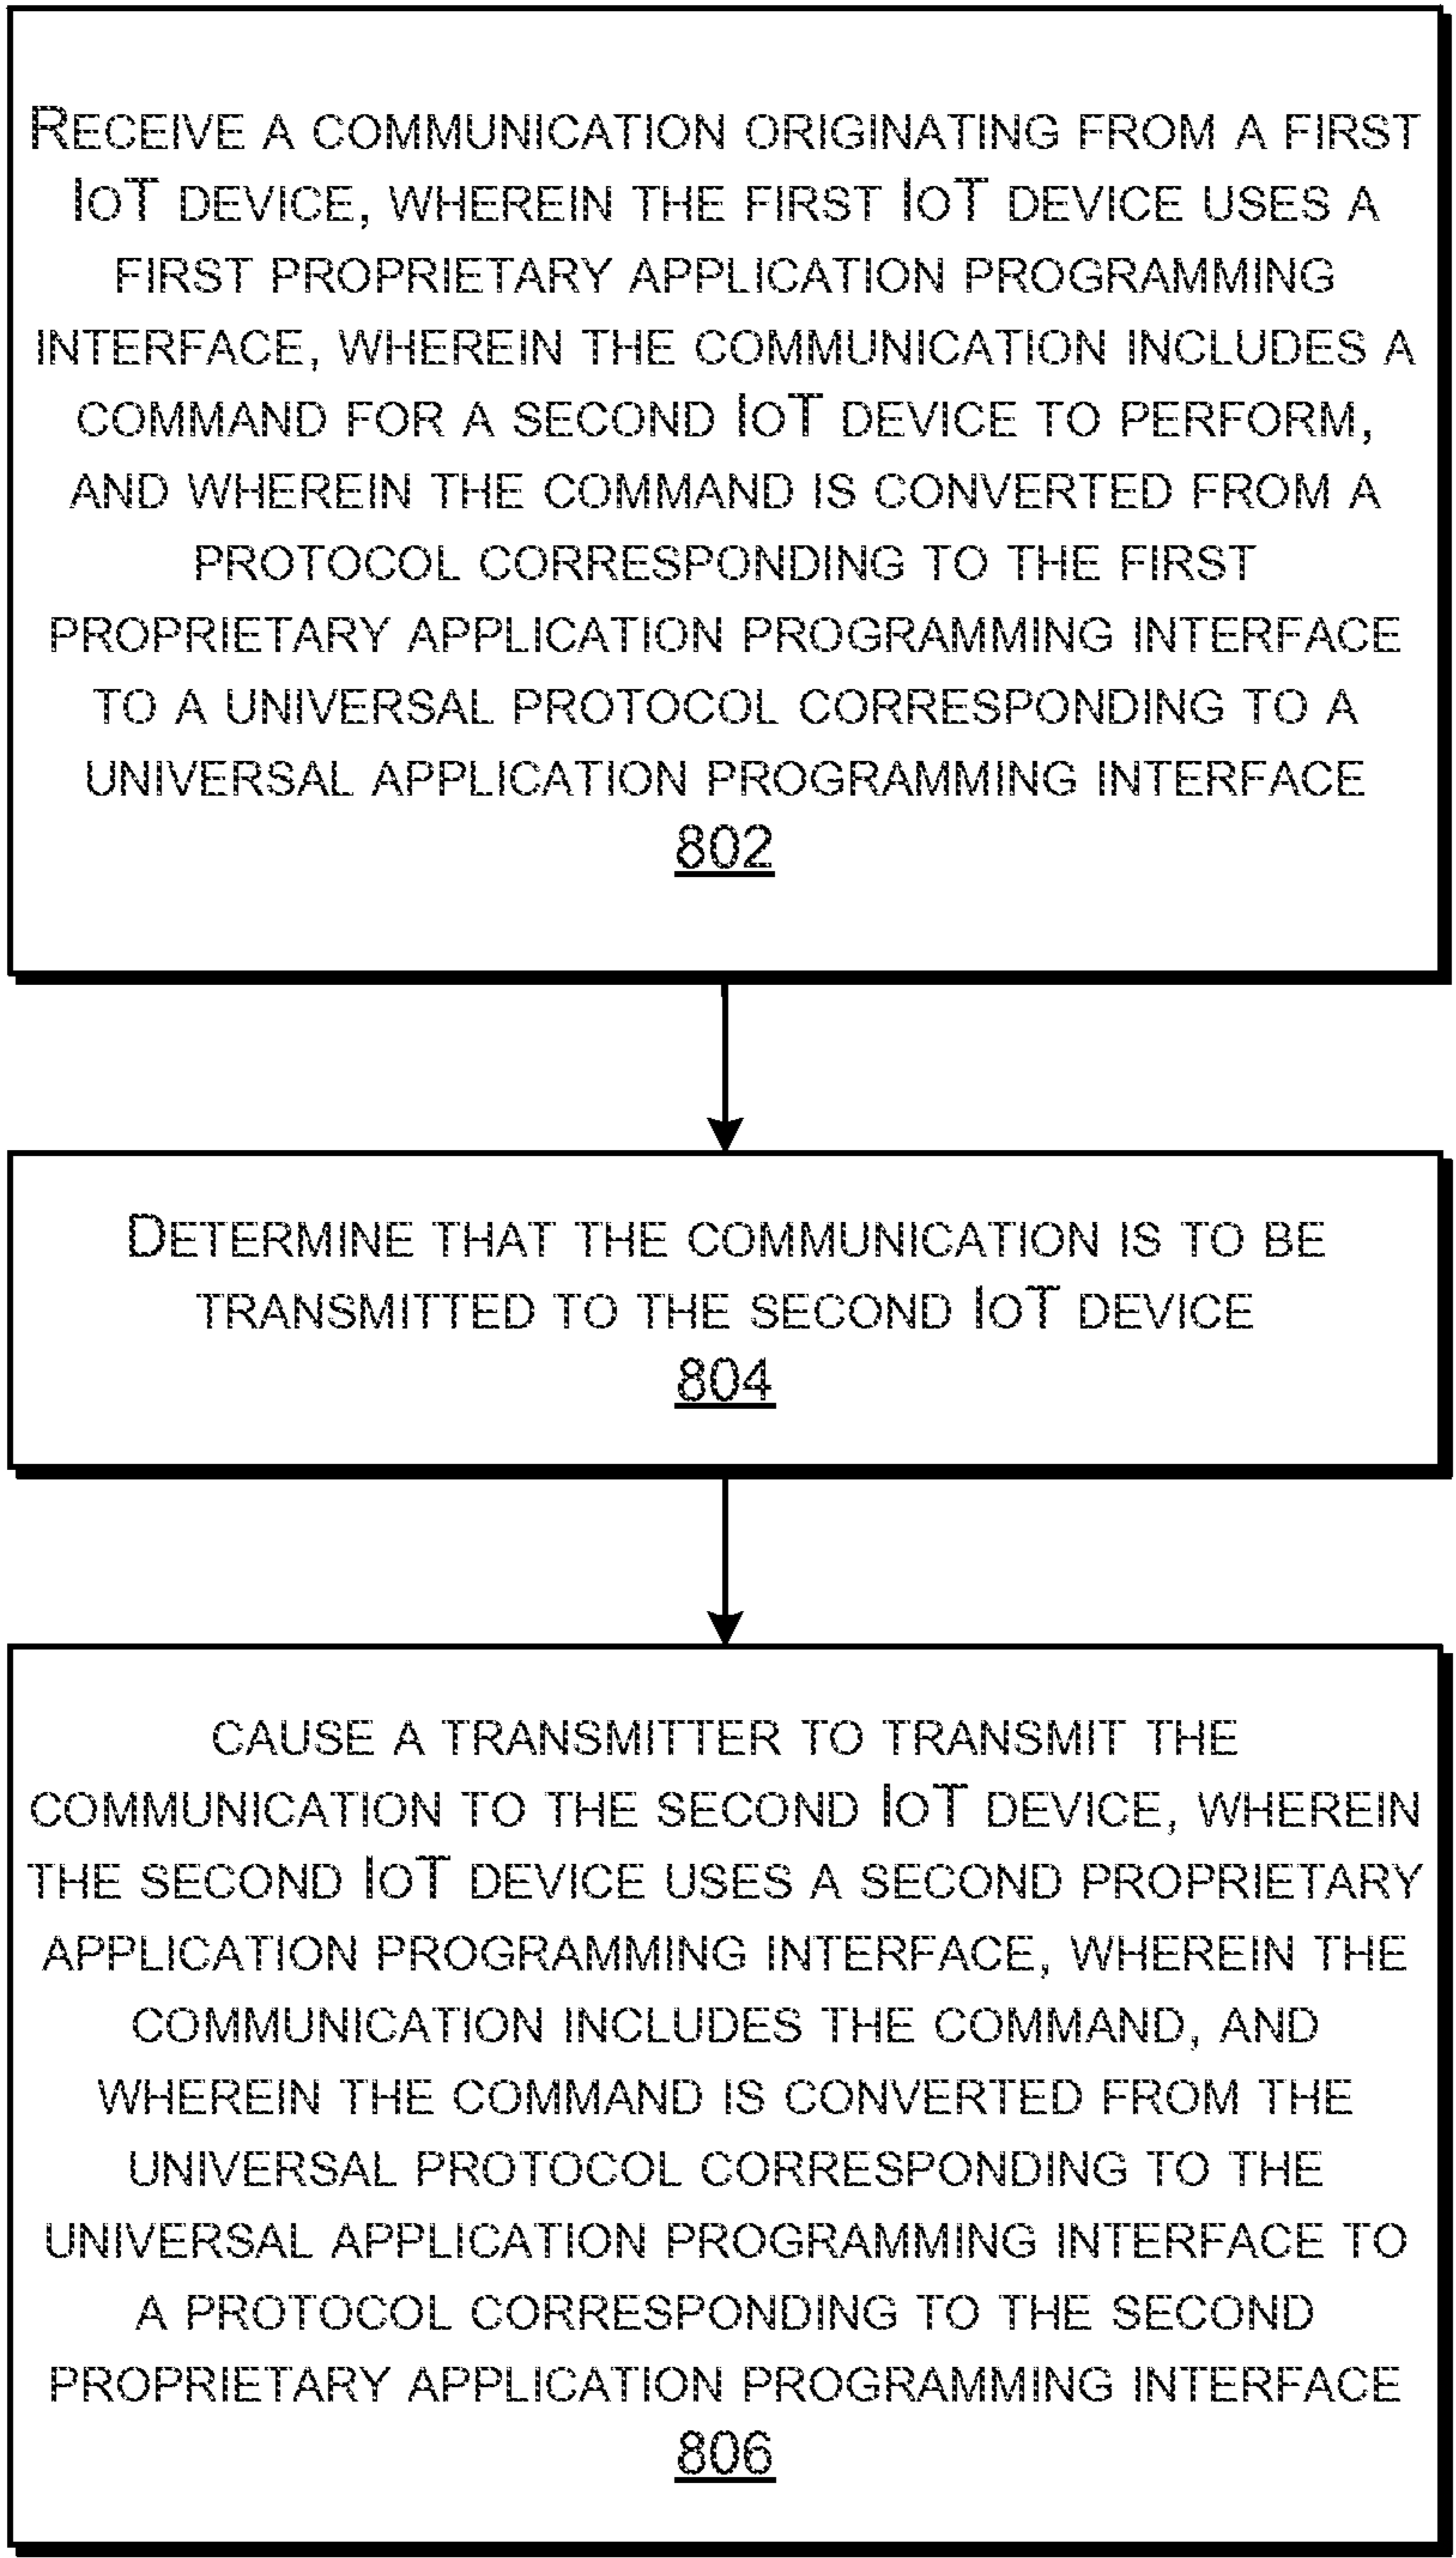 RECEIVE A COMMUNICATION ORIGINATING FROM A FIRST
IOT DEVICE, WHEREIN THE FIRST IOT DEVICE USES A
FIRST PROPRIETARY APPLICATION PROGRAMMING
INTERFACE, WHEREIN THE COMMUNICATION INCLUDES A
COMMAND FOR A SECOND IOT DEVICE TO PERFORM,
AND WHEREIN THE COMMAND IS CONVERTED FROM A
PROTOCOL CORRESPONDING TO THE FIRST
PROPRIETARY APPLICATION PROGRAMMING INTERFACE
TO A UNIVERSAL PROTOCOL CORRESPONDING TO A
UNIVERSAL APPLICATION PROGRAMMING INTERFACE
802
DETERMINE THAT THE COMMUNICATION IS TO BE
TRANSMITTED TO THE SECOND IOT DEVICE
804
CAUSE A TRANSMITTER TO TRANSMIT THE
COMMUNICATION TO THE SECOND IOT DEVICE, WHEREIN
THE SECOND IOT DEVICE USES A SECOND PROPRIETARY
APPLICATION PROGRAMMING INTERFACE, WHEREIN THE
COMMUNICATION INCLUDES THE COMMAND, AND
WHEREIN THE COMMAND IS CONVERTED FROM THE
UNIVERSAL PROTOCOL CORRESPONDING TO THE
UNIVERSAL APPLICATION PROGRAMMING INTERFACE TO
A PROTOCOL CORRESPONDING TO THE SECOND
PROPRIETARY APPLICATION PROGRAMMING INTERFACE
806